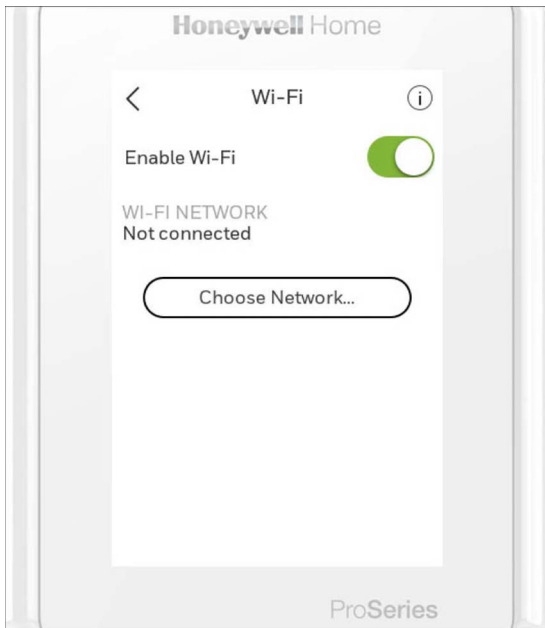 Honeywell Home
Wi-Fi
i
Enable Wi-Fi
WI-FI NETWORK
Not connected
Choose Network...
ProSeries